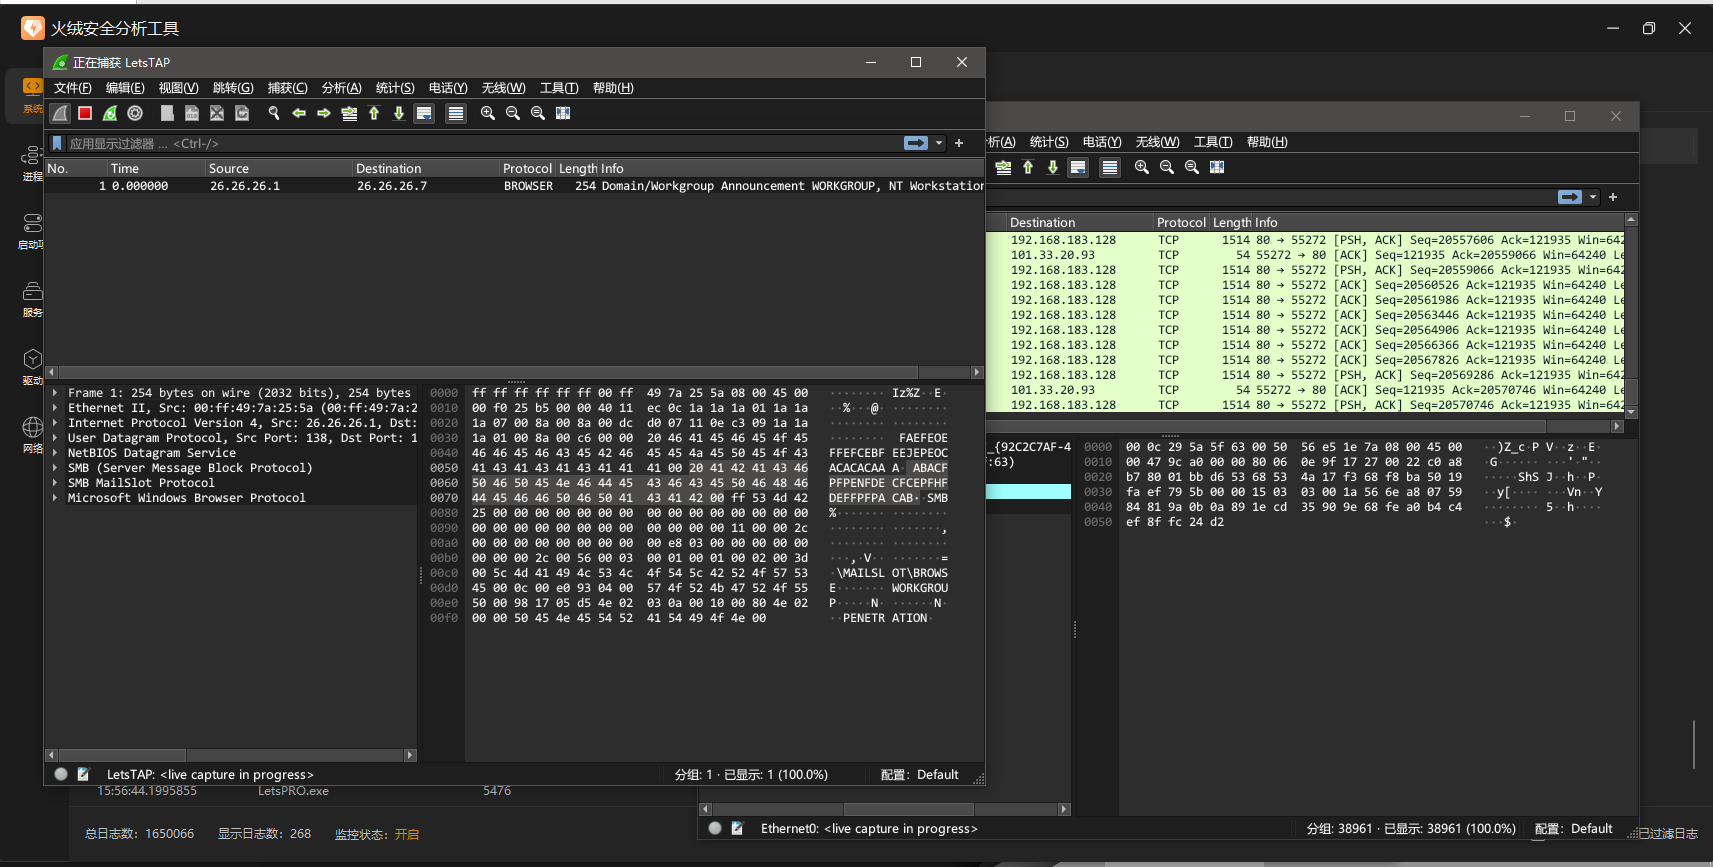 火绒安全分析工具
系统
进程
启动项
服务
驱动
网络
正在捕获 LetsTAP
文件(F) 编辑(E) 视图(V) 跳转(G) 捕获(C) 分析(A) 统计(S) 电话(Y) 无线(W) 工具(T) 帮助(H)
应用显示过滤器 … <Ctrl-/>
No. Time Source Destination Protocol Length Info
1 0.000000 26.26.26.1 26.26.26.7 BROWSER 254 Domain/Workgroup Announcement WORKGROUP, NT Workstation
Frame 1: 254 bytes on wire (2032 bits), 254 bytes
Ethernet II, Src: 00:ff:49:7a:25:5a (00:ff:49:7a:2
Internet Protocol Version 4, Src: 26.26.26.1, Dst:
User Datagram Protocol, Src Port: 138, Dst Port: 1
NetBIOS Datagram Service
SMB (Server Message Block Protocol)
SMB MailSlot Protocol
Microsoft Windows Browser Protocol
0000 ff ff ff ff ff ff 00 ff 49 7a 25 5a 08 00 45 00 ········ Iz%Z··E·
0010 00 f0 25 b5 00 00 40 11 ec 0c 1a 1a 1a 01 1a 1a ··%···@· ········
0020 1a 07 00 8a 00 8a 00 dc d0 07 11 0e c3 09 1a 1a ········ ········
0030 1a 01 00 8a 00 c6 00 00 20 46 41 45 46 45 4f 45 ········  FAEFEOE
0040 46 46 45 46 43 45 42 46 45 45 4a 45 50 45 4f 43 FFEFCEBF EEJEPEOC
0050 41 43 41 43 41 43 41 41 41 00 20 41 42 41 43 46 ACACACAA A· ABACF
0060 50 46 50 45 4e 46 44 45 43 46 43 45 50 46 48 46 PFPENFDE CFCEPFHF
0070 44 45 46 46 50 46 50 41 43 41 42 00 ff 53 4d 42 DEFFPFPA CAB··SMB
0080 25 00 00 00 00 00 00 00 00 00 00 00 00 00 00 00 %······· ········
0090 00 00 00 00 00 00 00 00 00 00 00 00 11 00 00 2c ········ ·······,
00a0 00 00 00 00 00 00 00 00 00 e8 03 00 00 00 00 00 ········ ········
00b0 00 00 00 2c 00 56 00 03 00 01 00 01 00 02 00 3d ···,·V·· ·······=
00c0 00 5c 4d 41 49 4c 53 4c 4f 54 5c 42 52 4f 57 53 ·\MAILSL OT\BROWS
00d0 45 00 0c 00 e0 93 04 00 57 4f 52 4b 47 52 4f 55 E······· WORKGROU
00e0 50 00 98 17 05 d5 4e 02 03 0a 00 10 00 80 4e 02 P·····N· ······N·
00f0 00 00 50 45 4e 45 54 52 41 54 49 4f 4e 00 ··PENETR ATION·
LetsTAP: <live capture in progress> 分组: 1 · 已显示: 1 (100.0%) 配置: Default
析(A) 统计(S) 电话(Y) 无线(W) 工具(T) 帮助(H)
Destination Protocol Length Info
192.168.183.128 TCP 1514 80 → 55272 [PSH, ACK] Seq=20557606 Ack=121935 Win=642
101.33.20.93 TCP 54 55272 → 80 [ACK] Seq=121935 Ack=20559066 Win=64240 Le
192.168.183.128 TCP 1514 80 → 55272 [PSH, ACK] Seq=20559066 Ack=121935 Win=642
192.168.183.128 TCP 1514 80 → 55272 [ACK] Seq=20560526 Ack=121935 Win=64240 Le
192.168.183.128 TCP 1514 80 → 55272 [ACK] Seq=20561986 Ack=121935 Win=64240 Le
192.168.183.128 TCP 1514 80 → 55272 [ACK] Seq=20563446 Ack=121935 Win=64240 Le
192.168.183.128 TCP 1514 80 → 55272 [ACK] Seq=20564906 Ack=121935 Win=64240 Le
192.168.183.128 TCP 1514 80 → 55272 [ACK] Seq=20566366 Ack=121935 Win=64240 Le
192.168.183.128 TCP 1514 80 → 55272 [ACK] Seq=20567826 Ack=121935 Win=64240 Le
192.168.183.128 TCP 1514 80 → 55272 [PSH, ACK] Seq=20569286 Ack=121935 Win=642
101.33.20.93 TCP 54 55272 → 80 [ACK] Seq=121935 Ack=20570746 Win=64240 Le
192.168.183.128 TCP 1514 80 → 55272 [PSH, ACK] Seq=20570746 Ack=121935 Win=642
_{92C2C7AF-4
f:63)
0000 00 0c 29 5a 5f 63 00 50 56 e5 1e 7a 08 00 45 00 ··)Z_c·P V··z··E·
0010 00 47 9c a0 00 00 80 06 0e 9f 17 27 00 22 c0 a8 ·G······ ···'·"··
0020 b7 80 01 bb d6 53 68 53 4a 17 f3 68 f8 ba 50 19 ·····ShS J··h··P·
0030 fa ef 79 5b 00 00 15 03 03 00 1a 56 6e a8 07 59 ··y[···· ···Vn··Y
0040 84 81 9a 0b 0a 89 1e cd 35 90 9e 68 fe a0 b4 c4 ········ 5··h····
0050 ef 8f fc 24 d2 ···$·
Ethernet0: <live capture in progress> 分组: 38961 · 已显示: 38961 (100.0%) 配置: Default
15:56:44.1995855 LetsPRO.exe 5476
总日志数: 1650066 显示日志数: 268 监控状态: 开启
已过滤日志